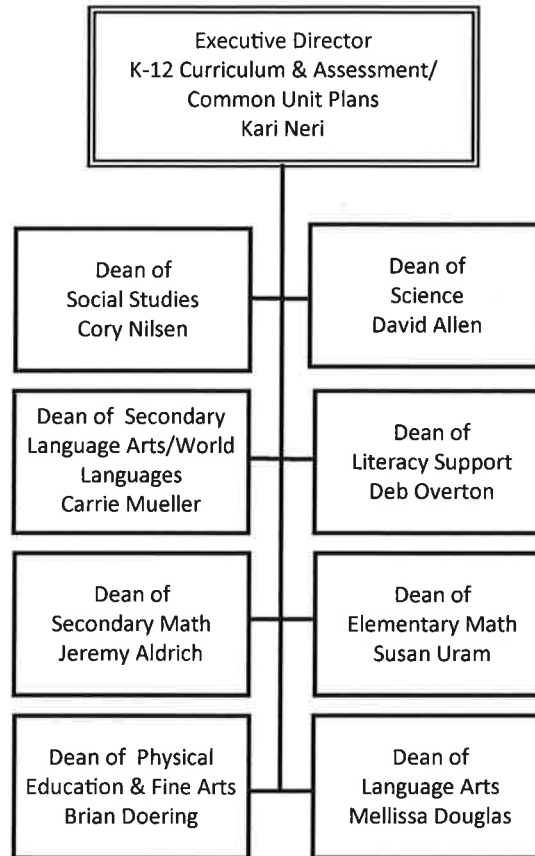 Executive Director
K-12 Curriculum & Assessment/
Common Unit Plans
Kari Neri
Dean of
Social Studies
Cory Nilsen
Dean of
Science
David Allen
Dean of Secondary
Language Arts/World
Languages
Carrie Mueller
Dean of
Literacy Support
Deb Overton
Dean of
Secondary Math
Jeremy Aldrich
Dean of
Elementary Math
Susan Uram
Dean of Physical
Education & Fine Arts
Brian Doering
Dean of
Language Arts
Mellissa Douglas